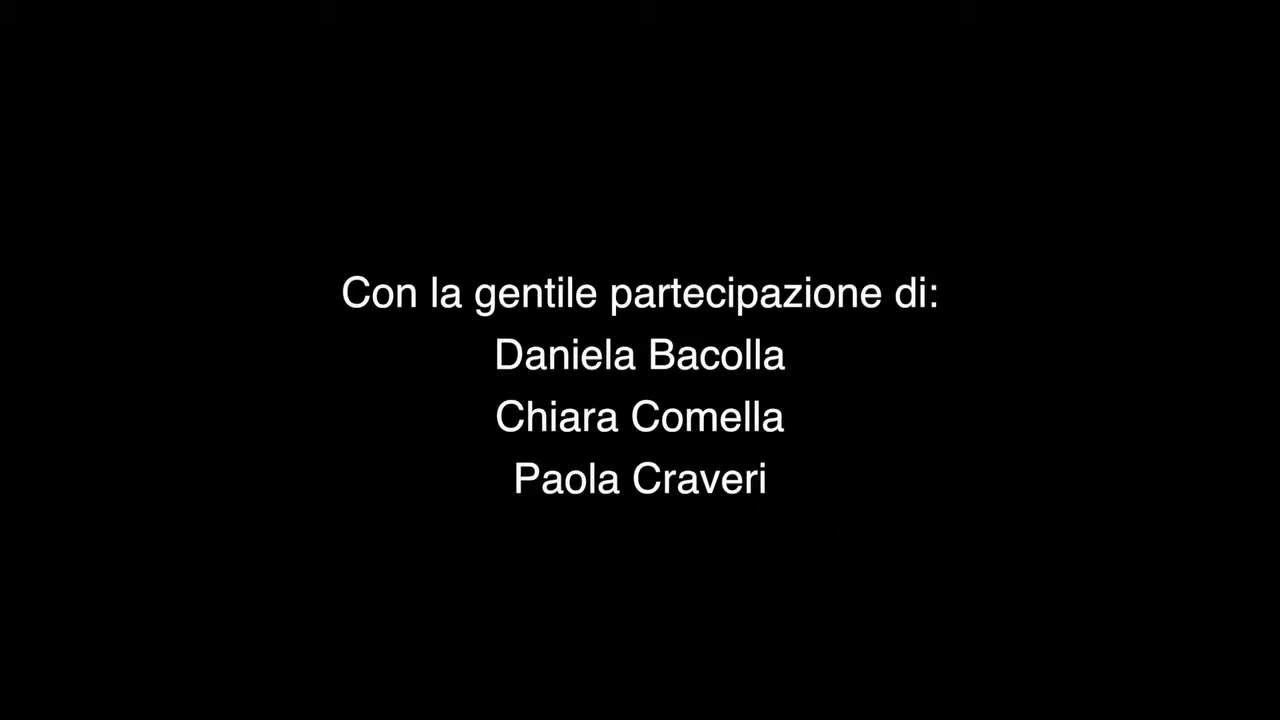 Con la gentile partecipazione di:
Daniela Bacolla
Chiara Comella
Paola Craveri